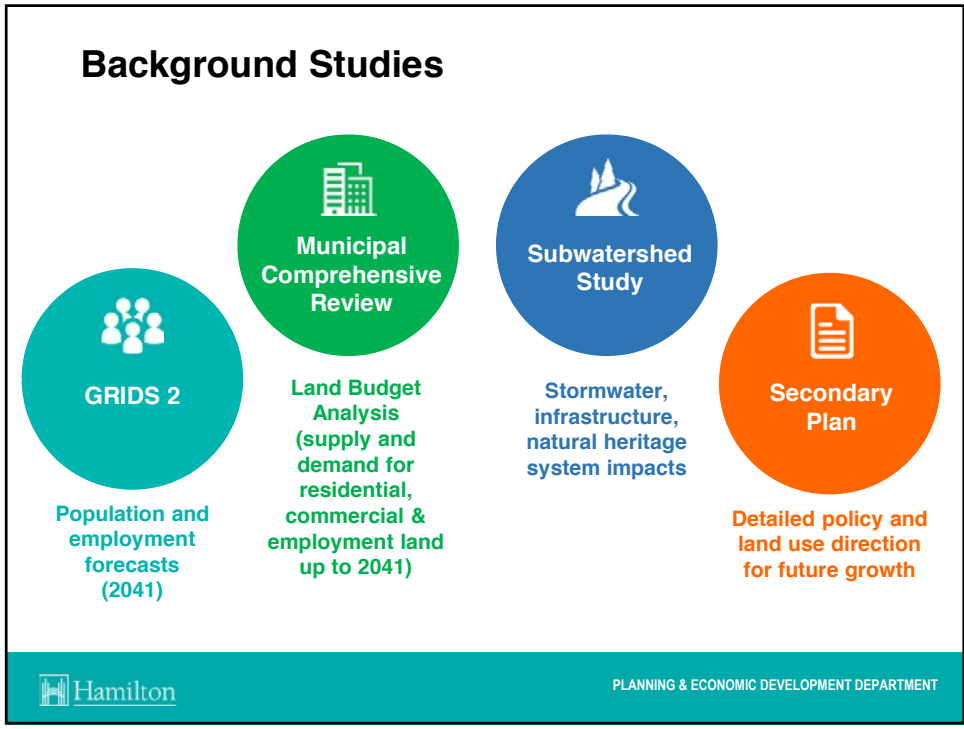 Background Studies
GRIDS 2
Population and
employment
forecasts
(2041)
Municipal
Comprehensive
Review
Land Budget
Analysis
(supply and
demand for
residential,
commercial &
employment land
up to 2041)
Subwatershed
Study
Stormwater,
infrastructure,
natural heritage
system impacts
Secondary
Plan
Detailed policy and
land use direction
for future growth
Hamilton
PLANNING & ECONOMIC DEVELOPMENT DEPARTMENT